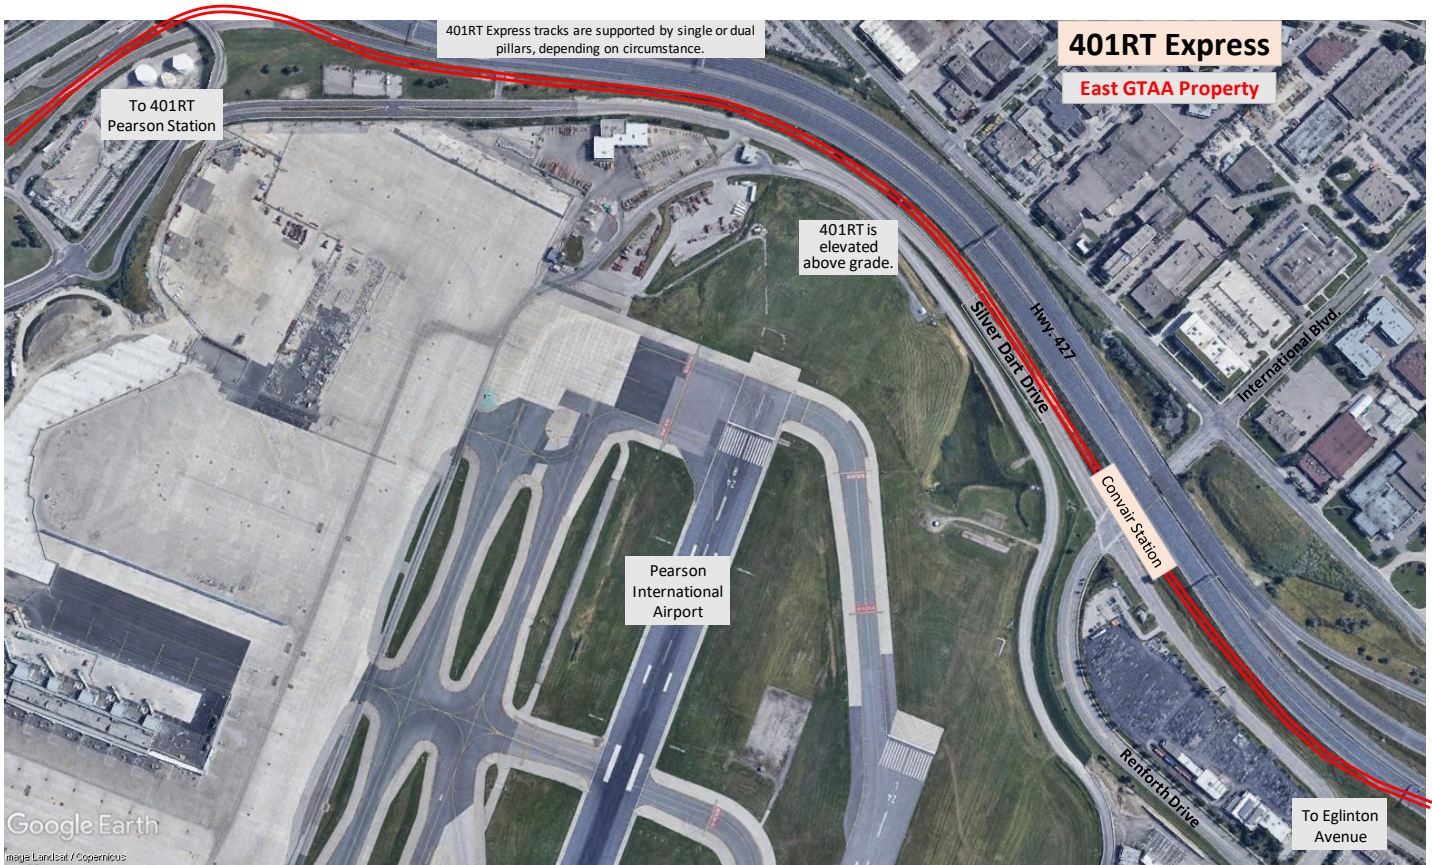 401RT Express tracks are supported by single or dual
pillars, depending on circumstance.
401RT Express
East GTAA Property
To 401RT
Pearson Station
401RT is
elevated
above grade.
Silver Dart Drive
Hwy. 427
International Blvd.
Convair Station
Pearson
International
Airport
Renforth Drive
To Eglinton
Avenue
Google Earth
mage Landsat / Copernicus